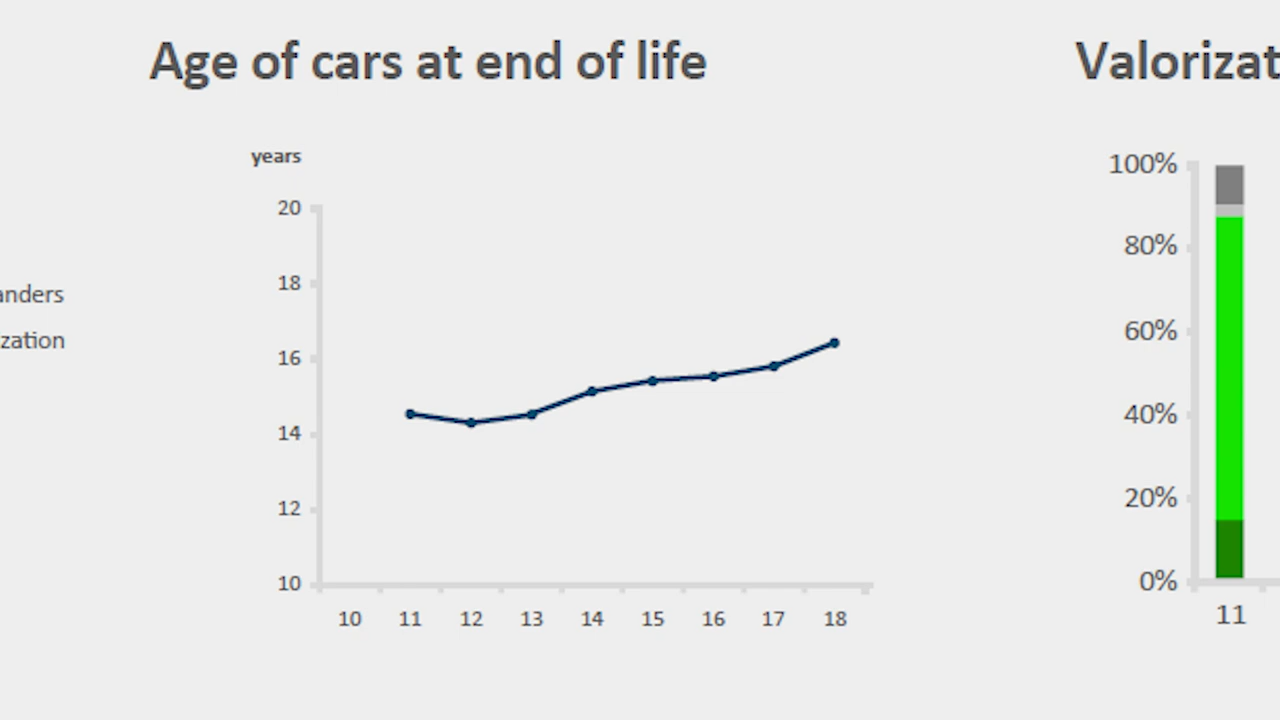 Age of cars at end of life
years
20
18
16
14
12
10
10 11 12 13 14 15 16 17 18
anders
zation
Valorizat
100%
80%
60%
40%
20%
0%
11